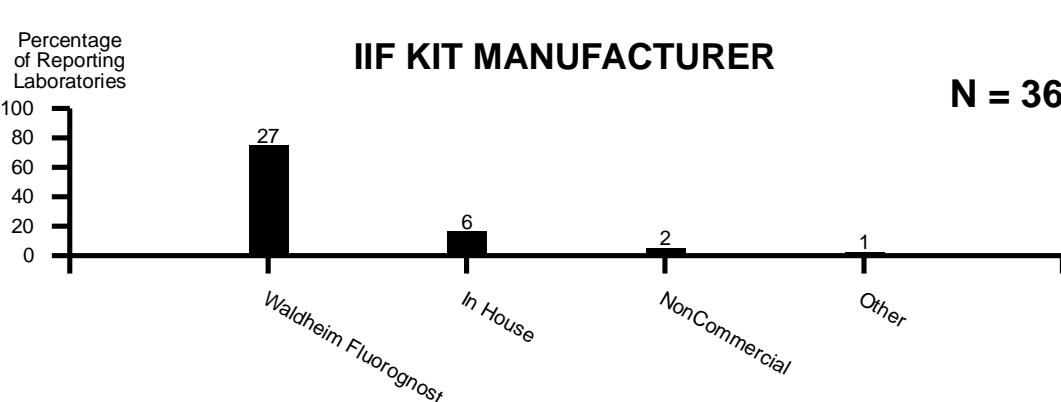 Percentage
of Reporting
Laboratories
IIF KIT MANUFACTURER
N = 36
100
80
60
40
20
0
27
6
2
1
Waldheim Fluorognost
In House
NonCommercial
Other